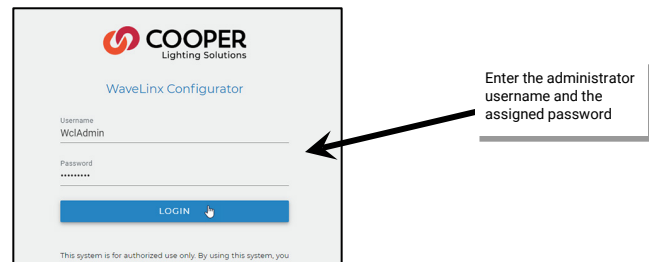 COOPER
Lighting Solutions
WaveLinx Configurator
Username
WclAdmin
Password
•••••••••
LOGIN
This system is for authorized use only. By using this system, you
Enter the administrator
username and the
assigned password